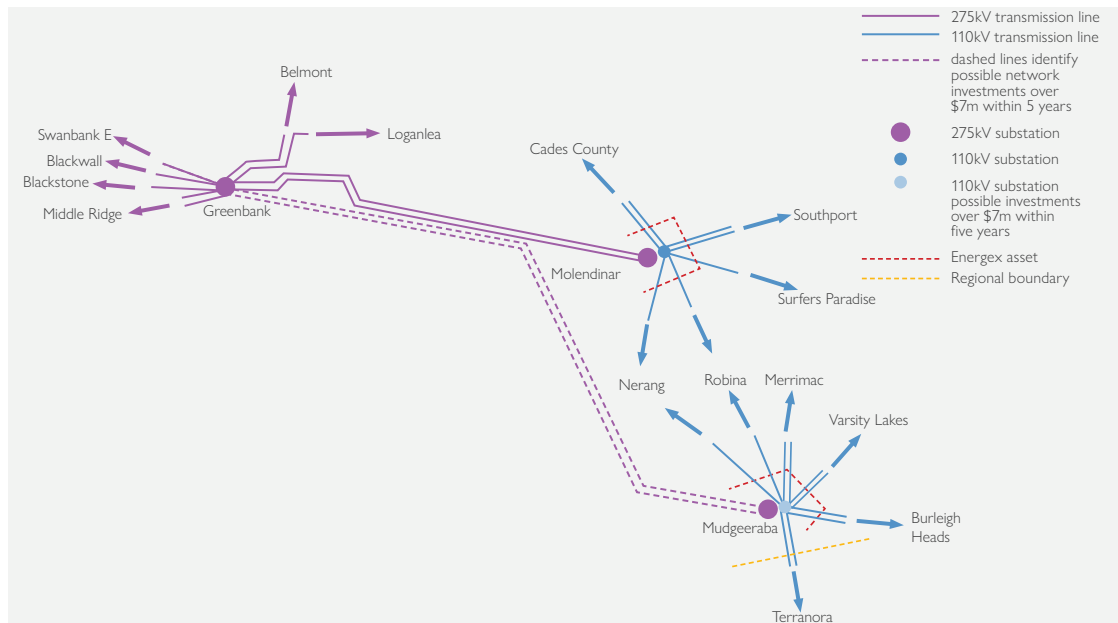 275kV transmission line
110kV transmission line
dashed lines identify
possible network
investments over
$7m within 5 years
275kV substation
110kV substation
110kV substation
possible investments
over $7m within
five years
Energex asset
Regional boundary
Belmont
Loganlea
Swanbank E
Blackwall
Blackstone
Middle Ridge
Greenbank
Cades County
Southport
Molendinar
Surfers Paradise
Nerang
Robina
Merrimac
Varsity Lakes
Mudgeeraba
Burleigh
Heads
Terranora